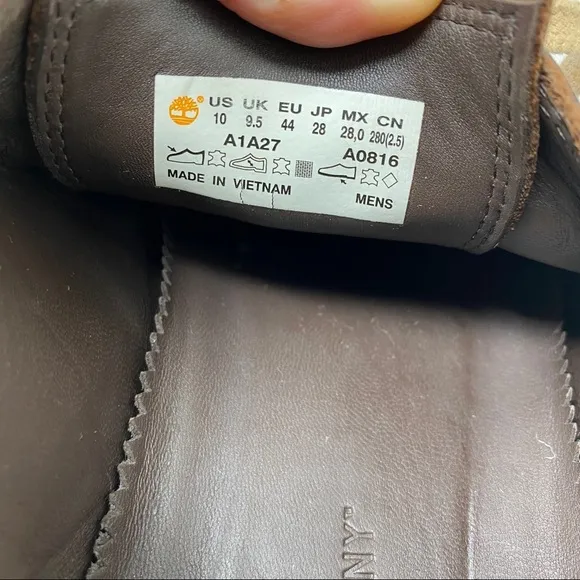 ® US UK EU JP MX CN
10 9.5 44 28 28,0 280(2.5)
A1A27 A0816
MADE IN VIETNAM MENS
NY™